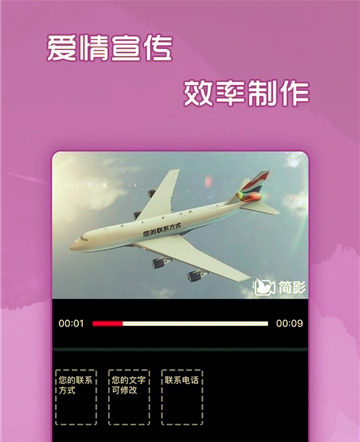 爱情宣传
效率制作
您的联系方式
简影
00:01
00:09
您的联系
方式
您的文字
可修改
联系电话